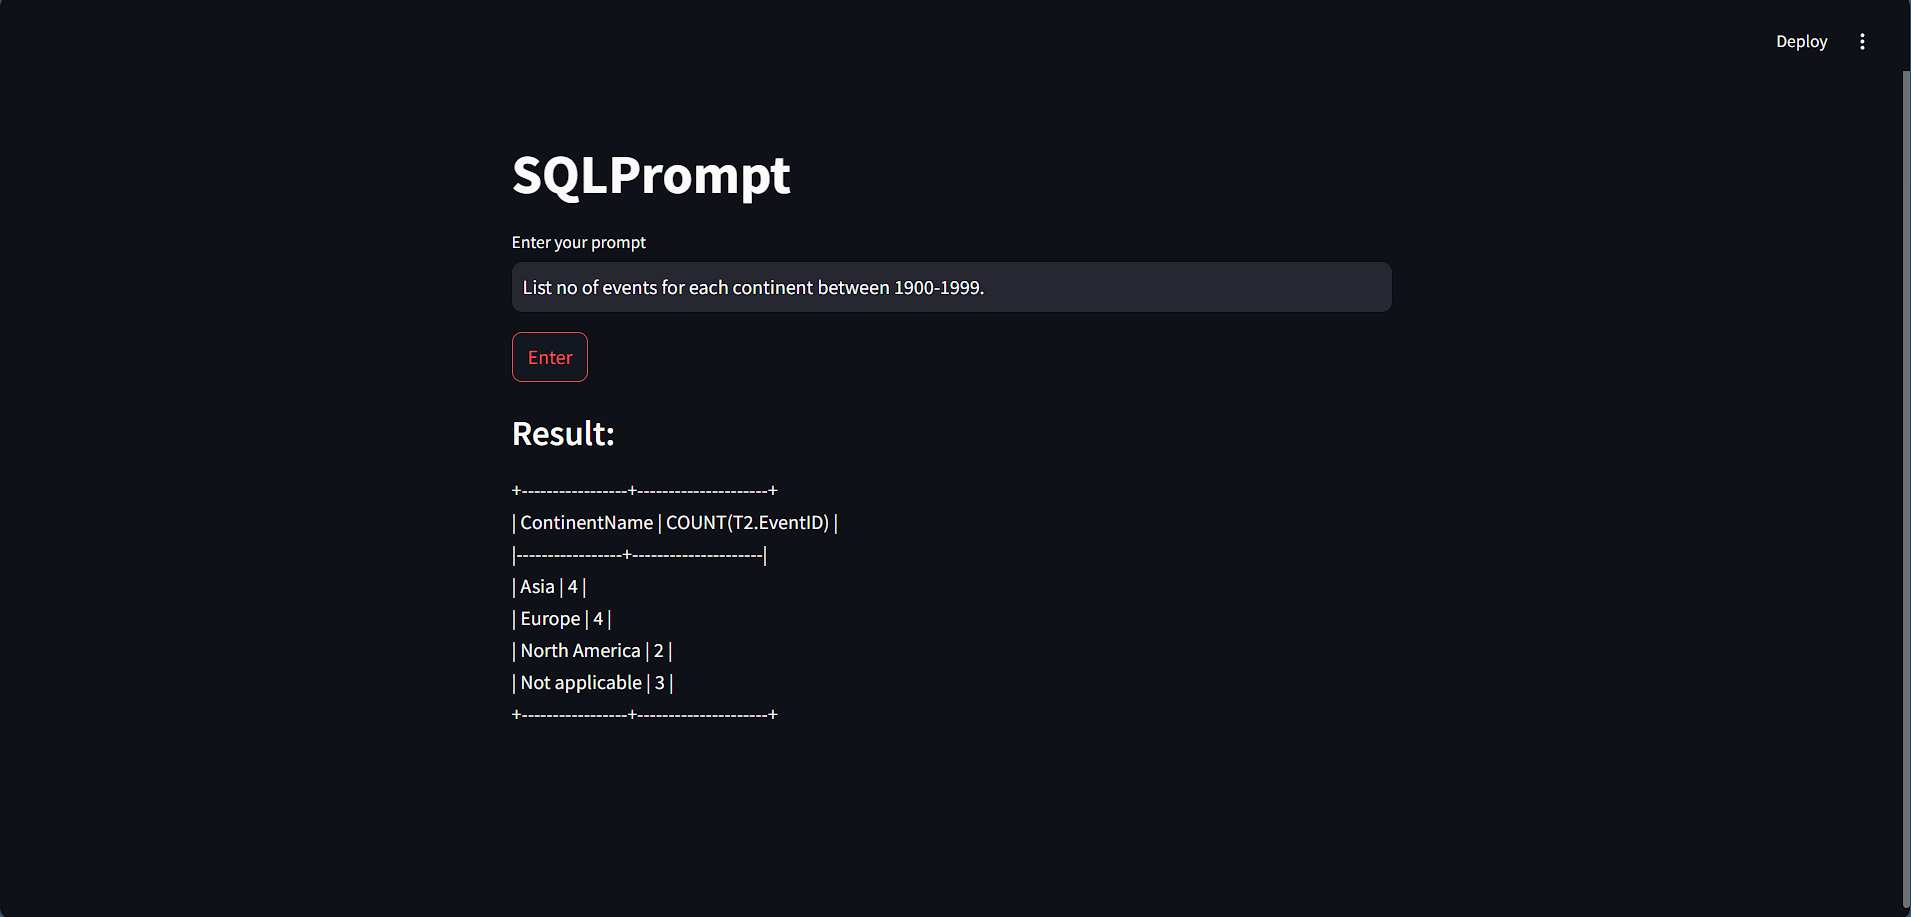 Deploy
SQLPrompt
Enter your prompt
List no of events for each continent between 1900-1999.
Enter
Result:
+-----------------+---------------------+
| ContinentName | COUNT(T2.EventID) |
|-----------------+---------------------|
| Asia | 4 |
| Europe | 4 |
| North America | 2 |
| Not applicable | 3 |
+-----------------+---------------------+